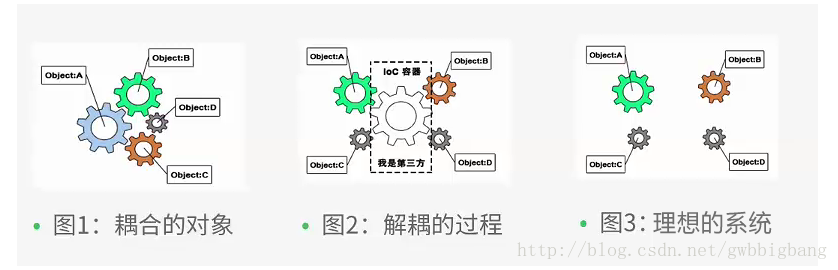 Object:B
Object:A
Object:D
Object:C
• 图1：耦合的对象
Object:A
IoC 容器
Object:B
Object:C
我是第三方
Object:D
• 图2：解耦的过程
Object:A
Object:B
Object:C
Object:D
• 图3：理想的系统
http://blog.csdn.net/gwbbigbang